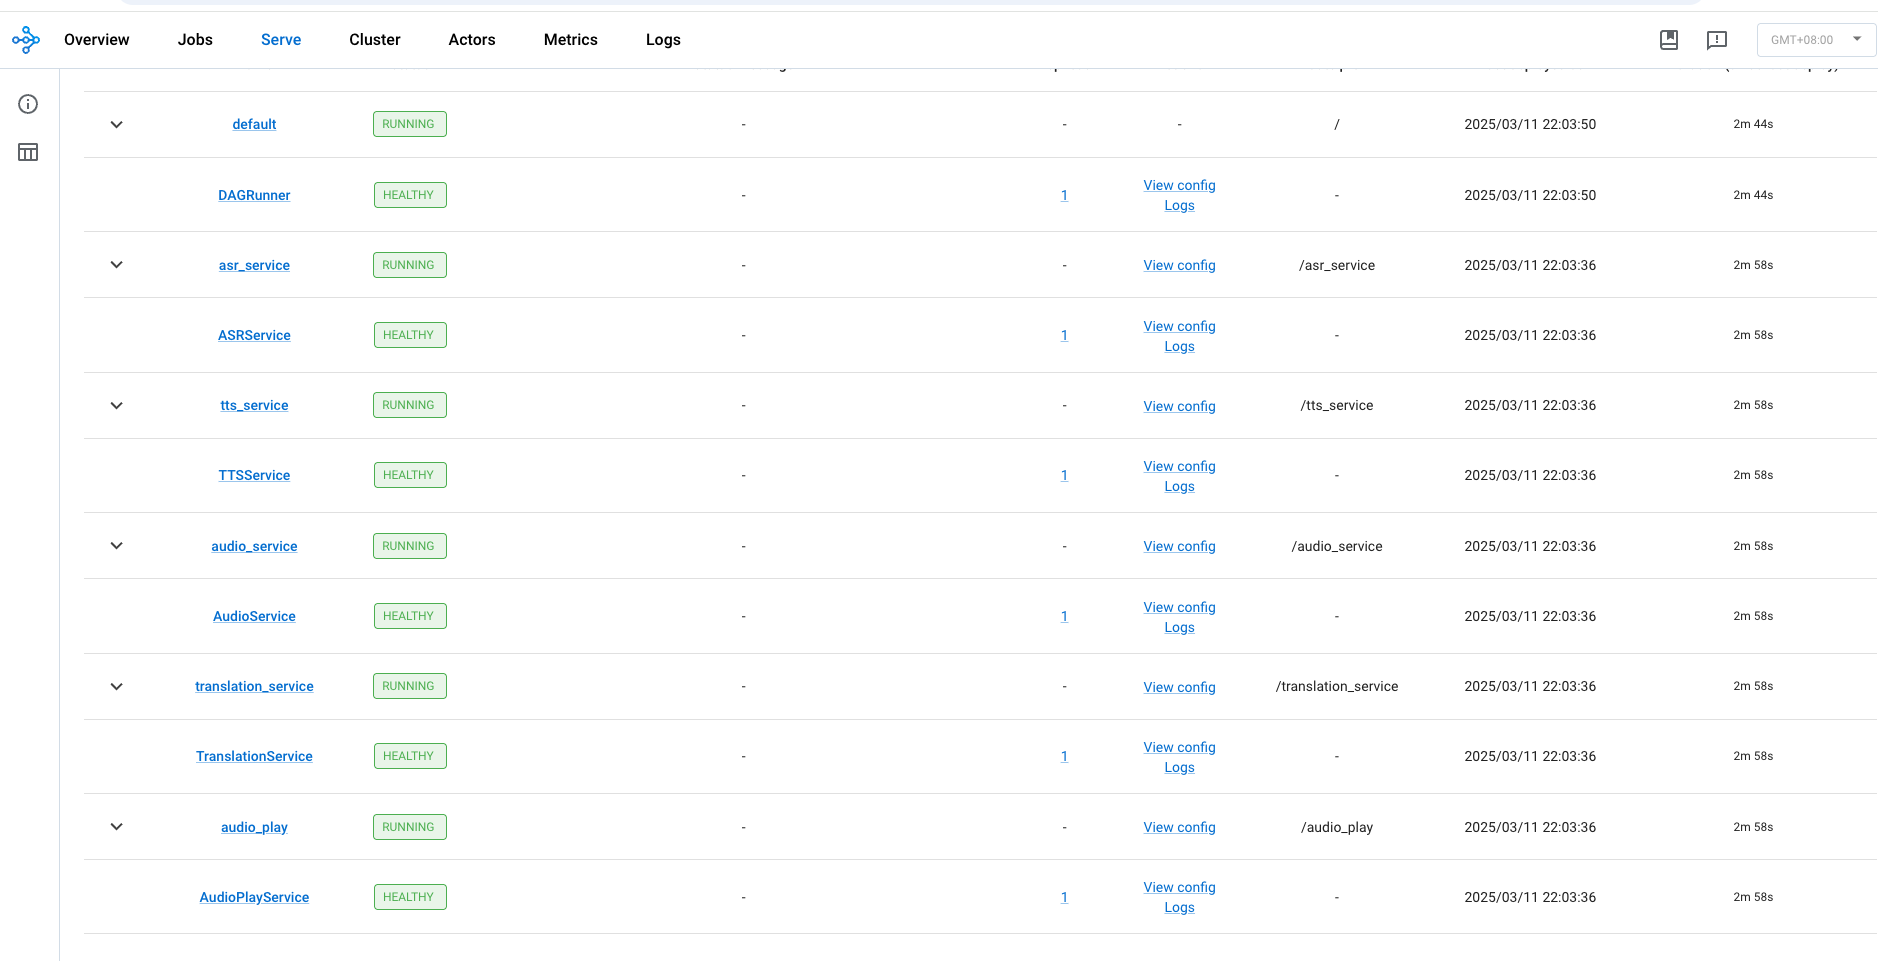 Overview Jobs Serve Cluster Actors Metrics Logs GMT+08:00
default RUNNING - - - / 2025/03/11 22:03:50 2m 44s
DAGRunner HEALTHY - 1 View config - 2025/03/11 22:03:50 2m 44s
Logs
asr_service RUNNING - - View config /asr_service 2025/03/11 22:03:36 2m 58s
ASRService HEALTHY - 1 View config - 2025/03/11 22:03:36 2m 58s
Logs
tts_service RUNNING - - View config /tts_service 2025/03/11 22:03:36 2m 58s
TTSService HEALTHY - 1 View config - 2025/03/11 22:03:36 2m 58s
Logs
audio_service RUNNING - - View config /audio_service 2025/03/11 22:03:36 2m 58s
AudioService HEALTHY - 1 View config - 2025/03/11 22:03:36 2m 58s
Logs
translation_service RUNNING - - View config /translation_service 2025/03/11 22:03:36 2m 58s
TranslationService HEALTHY - 1 View config - 2025/03/11 22:03:36 2m 58s
Logs
audio_play RUNNING - - View config /audio_play 2025/03/11 22:03:36 2m 58s
AudioPlayService HEALTHY - 1 View config - 2025/03/11 22:03:36 2m 58s
Logs